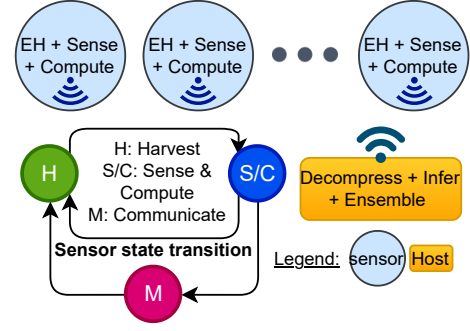 EH + Sense
+ Compute
EH + Sense
+ Compute
EH + Sense
+ Compute
H
H: Harvest
S/C: Sense &
Compute
M: Communicate
S/C
Decompress + Infer
+ Ensemble
Sensor state transition
Legend:
sensor
Host
M